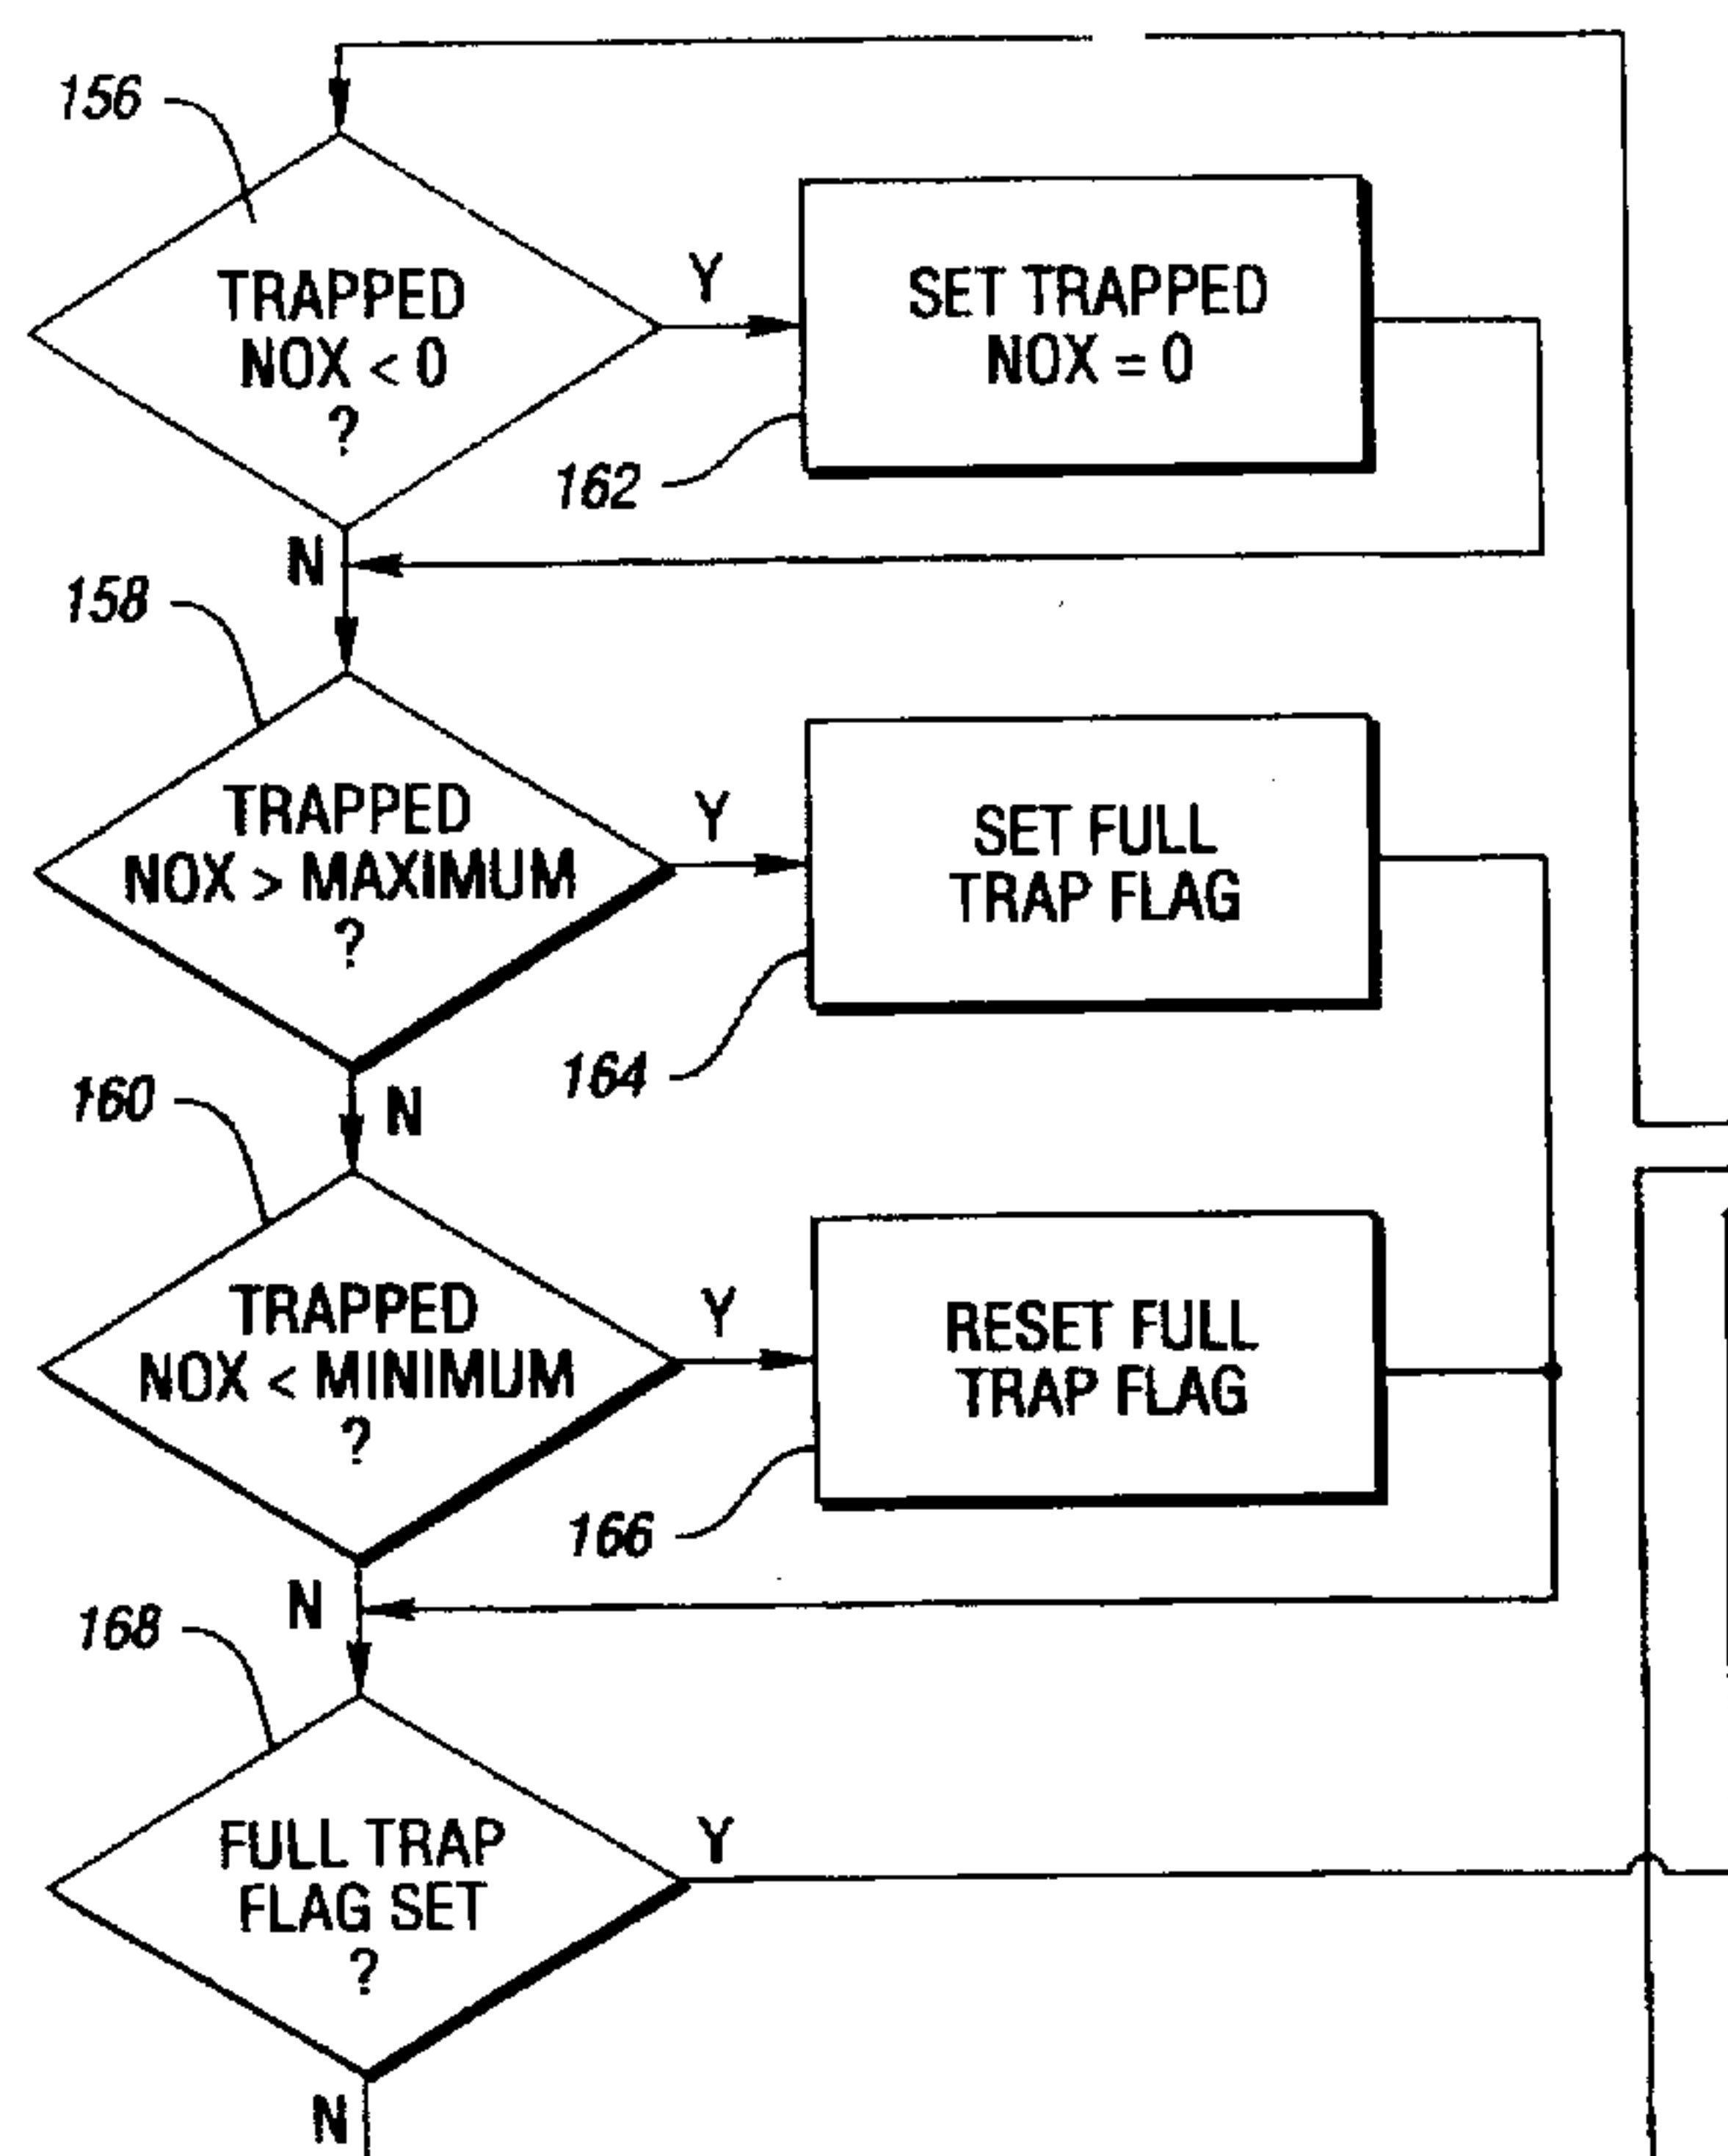 156
TRAPPED
NOX < 0
?
Y
SET TRAPPED
NOX = 0
162
N
158
TRAPPED
NOX > MAXIMUM
?
Y
SET FULL
TRAP FLAG
164
N
160
TRAPPED
NOX < MINIMUM
?
Y
RESET FULL
TRAP FLAG
166
N
168
FULL TRAP
FLAG SET
?
Y
N